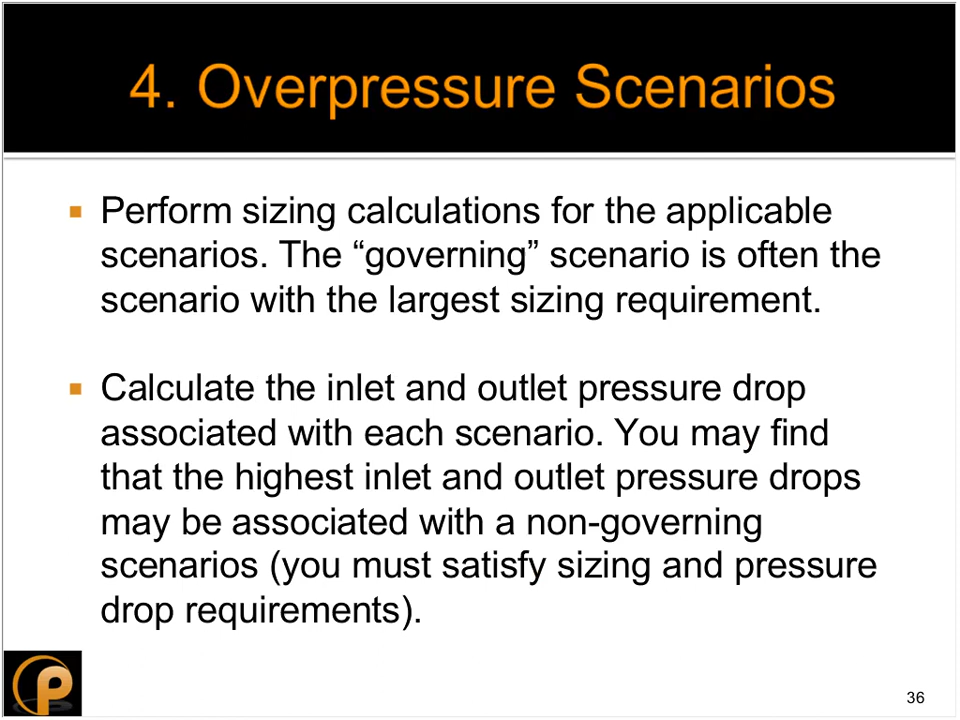 4. Overpressure Scenarios
Perform sizing calculations for the applicable
scenarios. The “governing” scenario is often the
scenario with the largest sizing requirement.
Calculate the inlet and outlet pressure drop
associated with each scenario. You may find
that the highest inlet and outlet pressure drops
may be associated with a non-governing
scenarios (you must satisfy sizing and pressure
drop requirements).
P
36